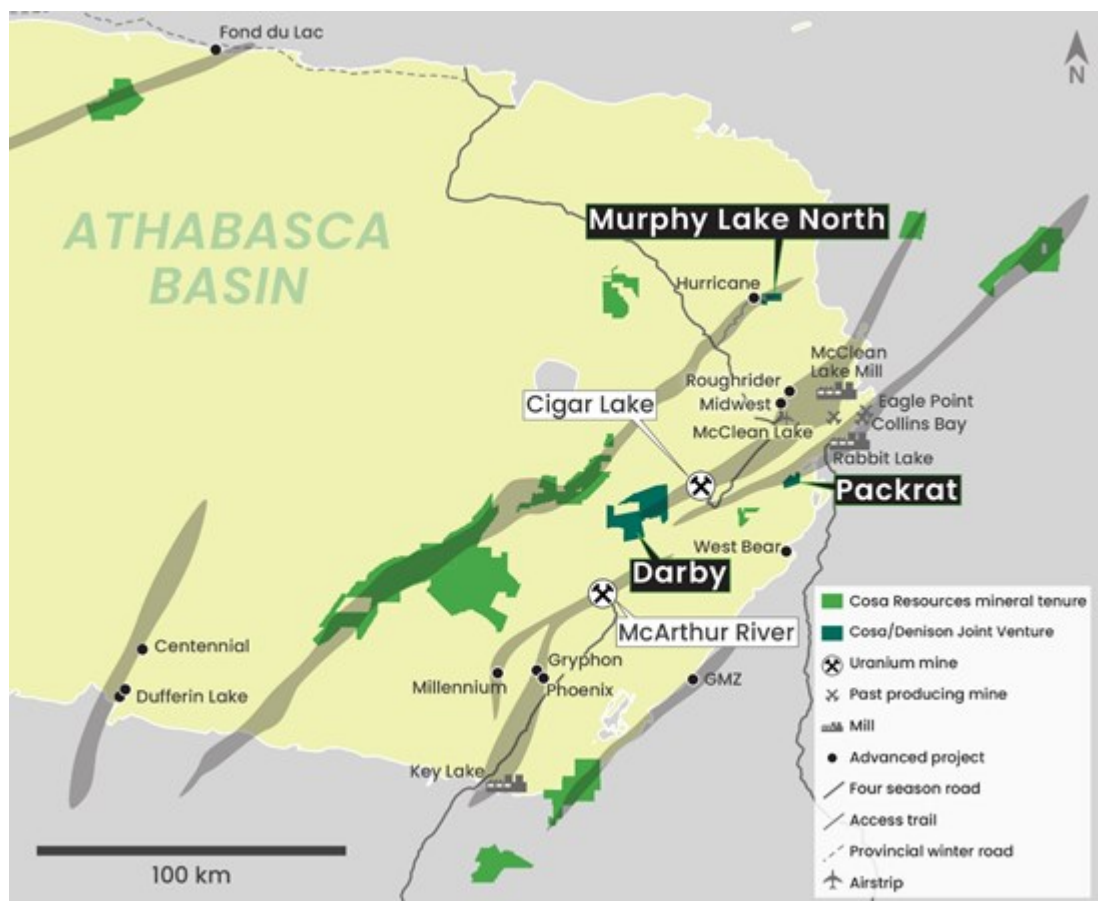 Fond du Lac
N
ATHABASCA
BASIN
Murphy Lake North
Hurricane
McClean
Lake Mill
Roughrider
Midwest
Cigar Lake
Eagle Point
McClean Lake
Collins Bay
Rabbit Lake
Packrat
West Bear
Darby
McArthur River
Centennial
Gryphon
Millennium
Phoenix
GMZ
Dufferin Lake
Key Lake
100 km
Cosa Resources mineral tenure
Cosa/Denison Joint Venture
Uranium mine
Past producing mine
Mill
Advanced project
Four season road
Access trail
Provincial winter road
Airstrip